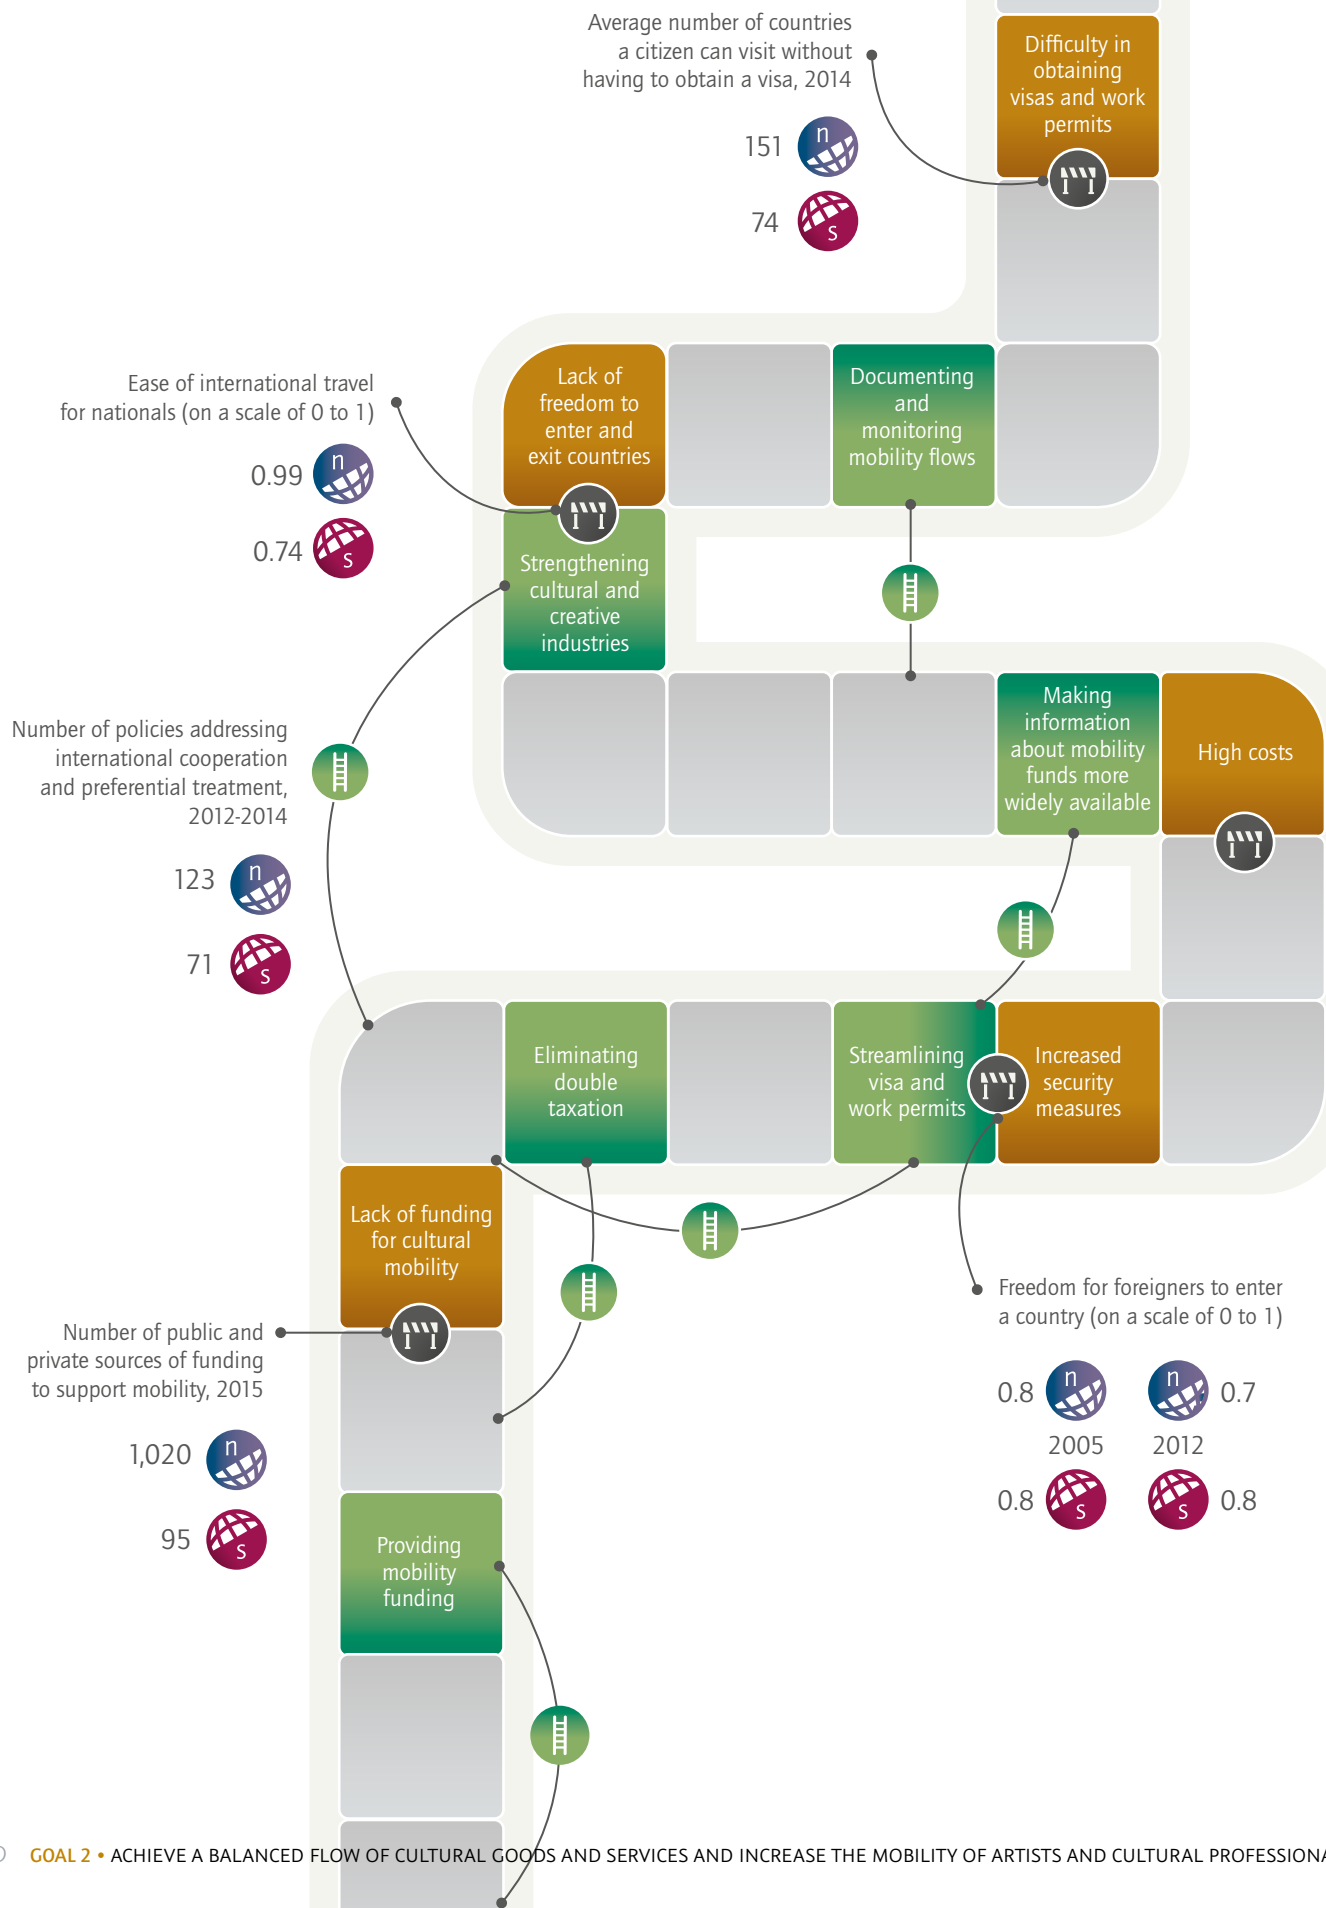 Average number of countries
a citizen can visit without
having to obtain a visa, 2014
151
n
74
s
Difficulty in
obtaining
visas and work
permits
Ease of international travel
for nationals (on a scale of 0 to 1)
0.99
n
0.74
s
Lack of
freedom to
enter and
exit countries
Documenting
and
monitoring
mobility flows
Strengthening
cultural and
creative
industries
Number of policies addressing
international cooperation
and preferential treatment,
2012-2014
123
n
71
s
Making
information
about mobility
funds more
widely available
High costs
Eliminating
double
taxation
Streamlining
visa and
work permits
Increased
security
measures
Lack of funding
for cultural
mobility
Number of public and
private sources of funding
to support mobility, 2015
1,020
n
95
s
Freedom for foreigners to enter
a country (on a scale of 0 to 1)
0.8 n n 0.7
2005 2012
0.8 s s 0.8
Providing
mobility
funding
GOAL 2 • ACHIEVE A BALANCED FLOW OF CULTURAL GOODS AND SERVICES AND INCREASE THE MOBILITY OF ARTISTS AND CULTURAL